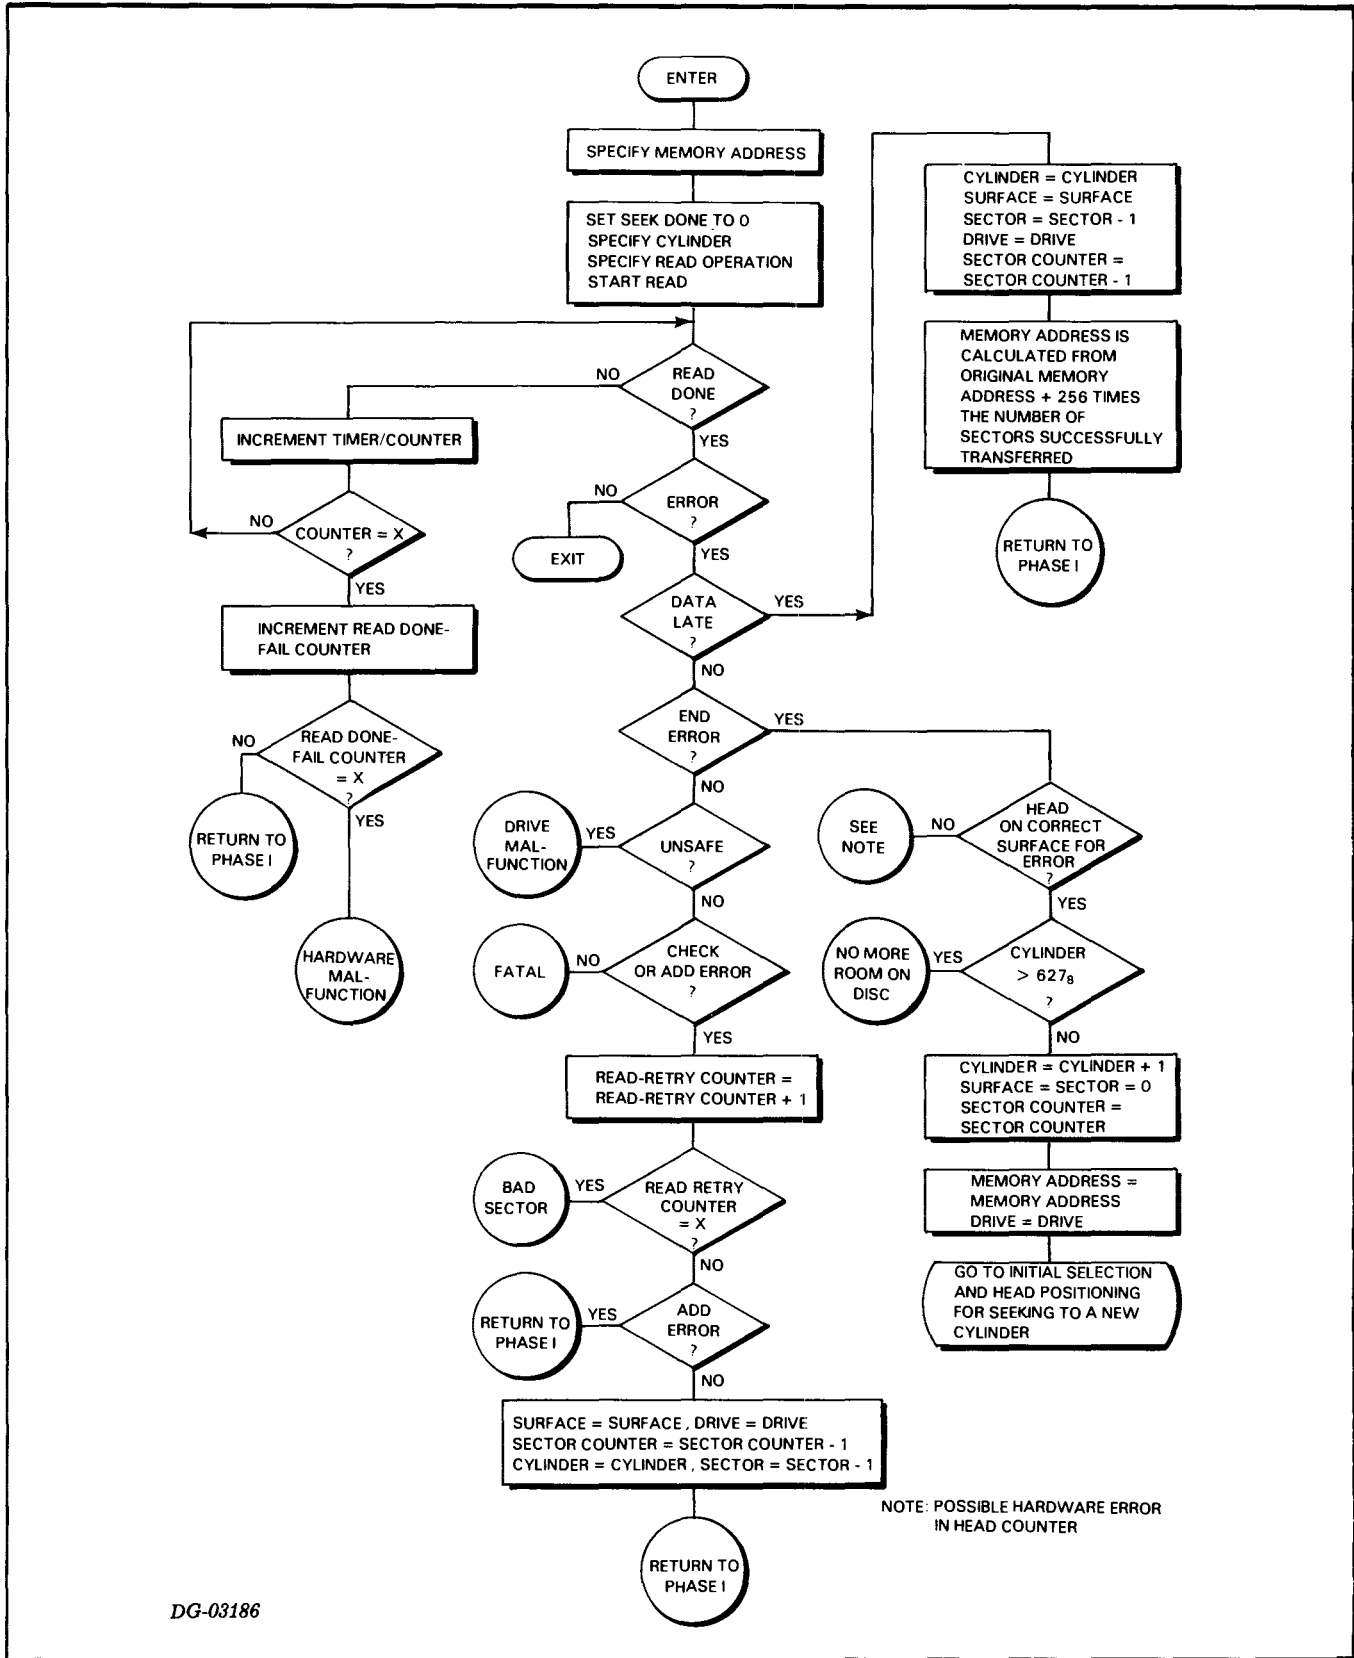 ENTER
SPECIFY MEMORY ADDRESS
SET SEEK DONE TO 0
SPECIFY CYLINDER
SPECIFY READ OPERATION
START READ
READ
DONE
?
NO
YES
INCREMENT TIMER/COUNTER
COUNTER = X
?
NO
YES
INCREMENT READ DONE-
FAIL COUNTER
READ DONE-
FAIL COUNTER
= X
?
NO
YES
RETURN TO
PHASE I
HARDWARE
MAL-
FUNCTION
ERROR
?
NO
YES
EXIT
DATA
LATE
?
YES
NO
CYLINDER = CYLINDER
SURFACE = SURFACE
SECTOR = SECTOR - 1
DRIVE = DRIVE
SECTOR COUNTER =
SECTOR COUNTER - 1
MEMORY ADDRESS IS
CALCULATED FROM
ORIGINAL MEMORY
ADDRESS + 256 TIMES
THE NUMBER OF
SECTORS SUCCESSFULLY
TRANSFERRED
RETURN TO
PHASE I
END
ERROR
?
YES
NO
HEAD
ON CORRECT
SURFACE FOR
ERROR
?
NO
YES
SEE
NOTE
CYLINDER
> 627₈
?
YES
NO
NO MORE
ROOM ON
DISC
CYLINDER = CYLINDER + 1
SURFACE = SECTOR = 0
SECTOR COUNTER =
SECTOR COUNTER
MEMORY ADDRESS =
MEMORY ADDRESS
DRIVE = DRIVE
GO TO INITIAL SELECTION
AND HEAD POSITIONING
FOR SEEKING TO A NEW
CYLINDER
UNSAFE
?
YES
NO
DRIVE
MAL-
FUNCTION
CHECK
OR ADD ERROR
?
NO
YES
FATAL
READ-RETRY COUNTER =
READ-RETRY COUNTER + 1
READ RETRY
COUNTER
= X
?
YES
NO
BAD
SECTOR
ADD
ERROR
?
YES
NO
RETURN TO
PHASE I
SURFACE = SURFACE, DRIVE = DRIVE
SECTOR COUNTER = SECTOR COUNTER - 1
CYLINDER = CYLINDER, SECTOR = SECTOR - 1
RETURN TO
PHASE I
NOTE: POSSIBLE HARDWARE ERROR
IN HEAD COUNTER
DG-03186